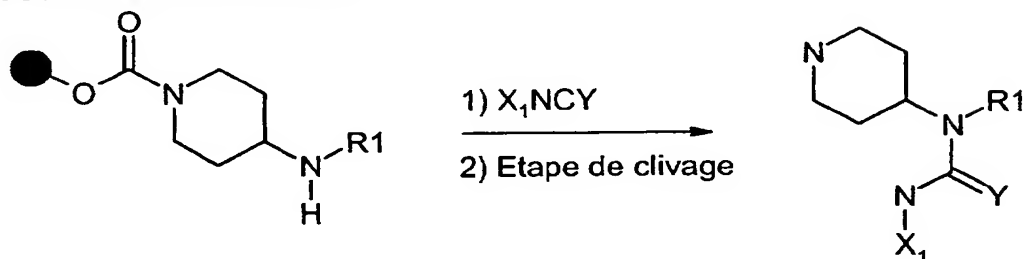 O
O
N
N
R1
H
1) X₁NCY
2) Etape de clivage
N
N
R1
N
Y
X₁